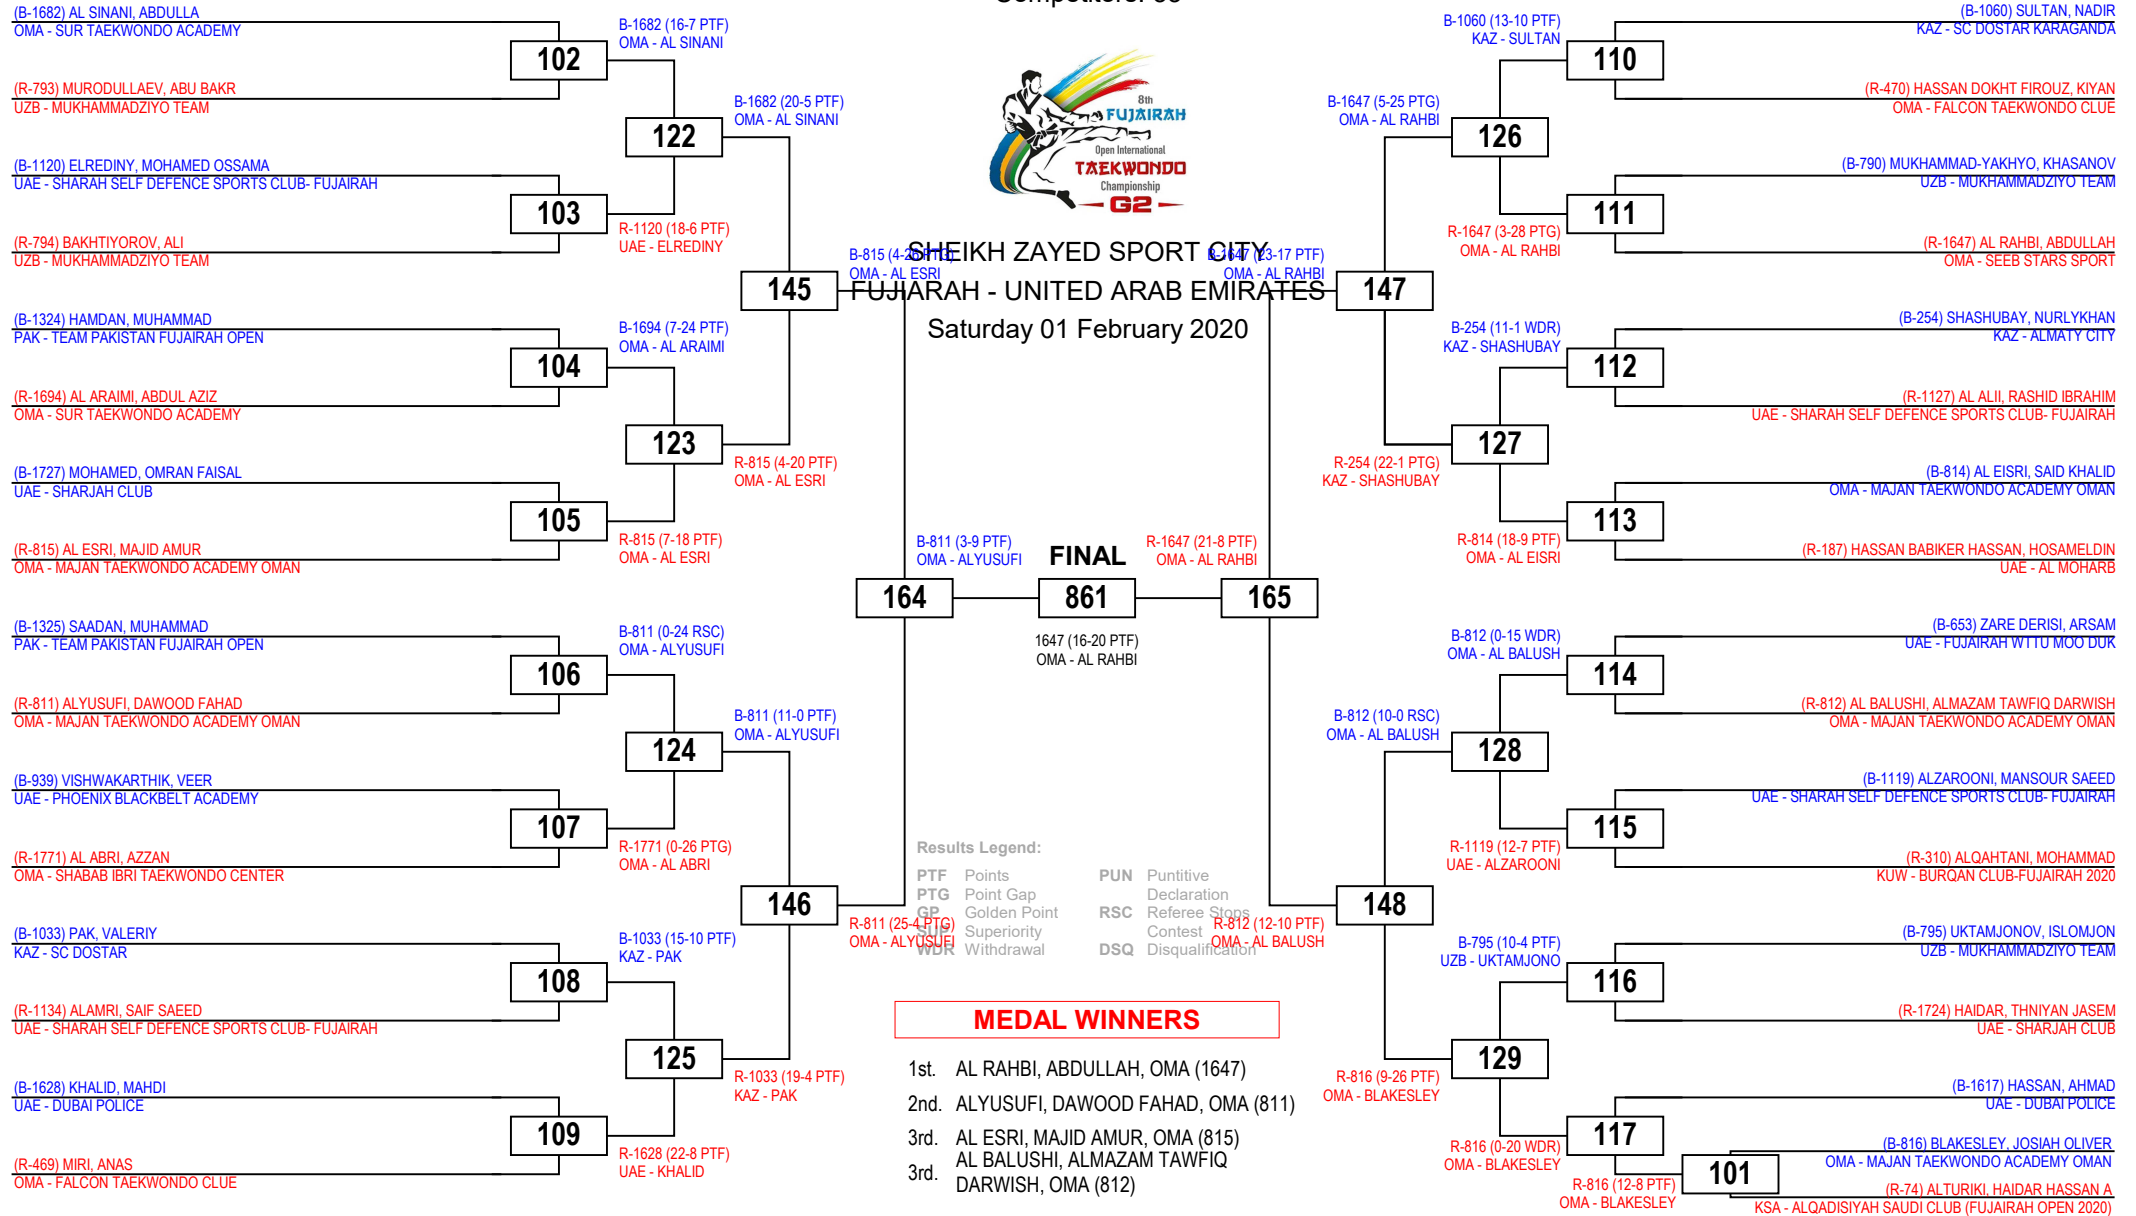 (B-1682) AL SINANI, ABDULLA
OMA - SUR TAEKWONDO ACADEMY
(R-793) MURODULLAEV, ABU BAKR
UZB - MUKHAMMADZIYO TEAM
(B-1120) ELREDINY, MOHAMED OSSAMA
UAE - SHARAH SELF DEFENCE SPORTS CLUB- FUJAIRAH
(R-794) BAKHTIYOROV, ALI
UZB - MUKHAMMADZIYO TEAM
(B-1324) HAMDAN, MUHAMMAD
PAK - TEAM PAKISTAN FUJAIRAH OPEN
(R-1694) AL ARAIMI, ABDUL AZIZ
OMA - SUR TAEKWONDO ACADEMY
(B-1727) MOHAMED, OMRAN FAISAL
UAE - SHARJAH CLUB
(R-815) AL ESRI, MAJID AMUR
OMA - MAJAN TAEKWONDO ACADEMY OMAN
(B-1325) SAADAN, MUHAMMAD
PAK - TEAM PAKISTAN FUJAIRAH OPEN
(R-811) ALYUSUFI, DAWOOD FAHAD
OMA - MAJAN TAEKWONDO ACADEMY OMAN
(B-939) VISHWAKARTHIK, VEER
UAE - PHOENIX BLACKBELT ACADEMY
(R-1771) AL ABRI, AZZAN
OMA - SHABAB IBRI TAEKWONDO CENTER
(B-1033) PAK, VALERIY
KAZ - SC DOSTAR
(R-1134) ALAMRI, SAIF SAEED
UAE - SHARAH SELF DEFENCE SPORTS CLUB- FUJAIRAH
(B-1628) KHALID, MAHDI
UAE - DUBAI POLICE
(R-469) MIRI, ANAS
OMA - FALCON TAEKWONDO CLUE
102
103
104
105
106
107
108
109
B-1682 (16-7 PTF)
OMA - AL SINANI
122
R-1120 (18-6 PTF)
UAE - ELREDINY
B-1694 (7-24 PTF)
OMA - AL ARAIMI
123
R-815 (7-18 PTF)
OMA - AL ESRI
B-811 (0-24 RSC)
OMA - ALYUSUFI
124
R-1771 (0-26 PTG)
OMA - AL ABRI
B-1033 (15-10 PTF)
KAZ - PAK
125
R-1628 (22-8 PTF)
UAE - KHALID
B-1682 (20-5 PTF)
OMA - AL SINANI
145
R-815 (4-20 PTF)
OMA - AL ESRI
B-811 (11-0 PTF)
OMA - ALYUSUFI
146
R-1033 (19-4 PTF)
KAZ - PAK
8th
FUJAIRAH
Open International
TAEKWONDO
Championship
G2
SHEIKH ZAYED SPORT CITY
FUJIARAH - UNITED ARAB EMIRATES
Saturday 01 February 2020
B-815
OMA - AL ESRI
164
R-811 (25-4 PTG)
OMA - ALYUSUFI
B-811 (3-9 PTF)
OMA - ALYUSUFI
FINAL
861
1647 (16-20 PTF)
OMA - AL RAHBI
R-1647 (21-8 PTF)
OMA - AL RAHBI
165
B-1647 (23-17 PTF)
OMA - AL RAHBI
R-812 (12-10 PTF)
OMA - AL BALUSH
Results Legend:
PTF Points
PTG Point Gap
GP Golden Point
SUP Superiority
WDR Withdrawal
PUN Puntitive
Declaration
RSC Referee Stops
Contest
DSQ Disqualification
MEDAL WINNERS
1st. AL RAHBI, ABDULLAH, OMA (1647)
2nd. ALYUSUFI, DAWOOD FAHAD, OMA (811)
3rd. AL ESRI, MAJID AMUR, OMA (815)
3rd. AL BALUSHI, ALMAZAM TAWFIQ
DARWISH, OMA (812)
B-1647 (5-25 PTG)
OMA - AL RAHBI
147
R-254 (22-1 PTG)
KAZ - SHASHUBAY
B-812 (10-0 RSC)
OMA - AL BALUSH
148
R-816 (9-26 PTF)
OMA - BLAKESLEY
B-1060 (13-10 PTF)
KAZ - SULTAN
126
R-1647 (3-28 PTG)
OMA - AL RAHBI
B-254 (11-1 WDR)
KAZ - SHASHUBAY
127
R-814 (18-9 PTF)
OMA - AL EISRI
B-812 (0-15 WDR)
OMA - AL BALUSH
128
R-1119 (12-7 PTF)
UAE - ALZAROONI
B-795 (10-4 PTF)
UZB - UKTAMJONO
129
R-816 (0-20 WDR)
OMA - BLAKESLEY
110
111
112
113
114
115
116
117
R-816 (12-8 PTF)
OMA - BLAKESLEY
101
(B-1060) SULTAN, NADIR
KAZ - SC DOSTAR KARAGANDA
(R-470) HASSAN DOKHT FIROUZ, KIYAN
OMA - FALCON TAEKWONDO CLUE
(B-790) MUKHAMMAD-YAKHYO, KHASANOV
UZB - MUKHAMMADZIYO TEAM
(R-1647) AL RAHBI, ABDULLAH
OMA - SEEB STARS SPORT
(B-254) SHASHUBAY, NURLYKHAN
KAZ - ALMATY CITY
(R-1127) AL ALII, RASHID IBRAHIM
UAE - SHARAH SELF DEFENCE SPORTS CLUB- FUJAIRAH
(B-814) AL EISRI, SAID KHALID
OMA - MAJAN TAEKWONDO ACADEMY OMAN
(R-187) HASSAN BABIKER HASSAN, HOSAMELDIN
UAE - AL MOHARB
(B-653) ZARE DERISI, ARSAM
UAE - FUJAIRAH WTTU MOO DUK
(R-812) AL BALUSHI, ALMAZAM TAWFIQ DARWISH
OMA - MAJAN TAEKWONDO ACADEMY OMAN
(B-1119) ALZAROONI, MANSOUR SAEED
UAE - SHARAH SELF DEFENCE SPORTS CLUB- FUJAIRAH
(R-310) ALQAHTANI, MOHAMMAD
KUW - BURQAN CLUB-FUJAIRAH 2020
(B-795) UKTAMJONOV, ISLOMJON
UZB - MUKHAMMADZIYO TEAM
(R-1724) HAIDAR, THNIYAN JASEM
UAE - SHARJAH CLUB
(B-1617) HASSAN, AHMAD
UAE - DUBAI POLICE
(B-816) BLAKESLEY, JOSIAH OLIVER
OMA - MAJAN TAEKWONDO ACADEMY OMAN
(R-74) ALTURIKI, HAIDAR HASSAN A
KSA - ALQADISIYAH SAUDI CLUB (FUJAIRAH OPEN 2020)